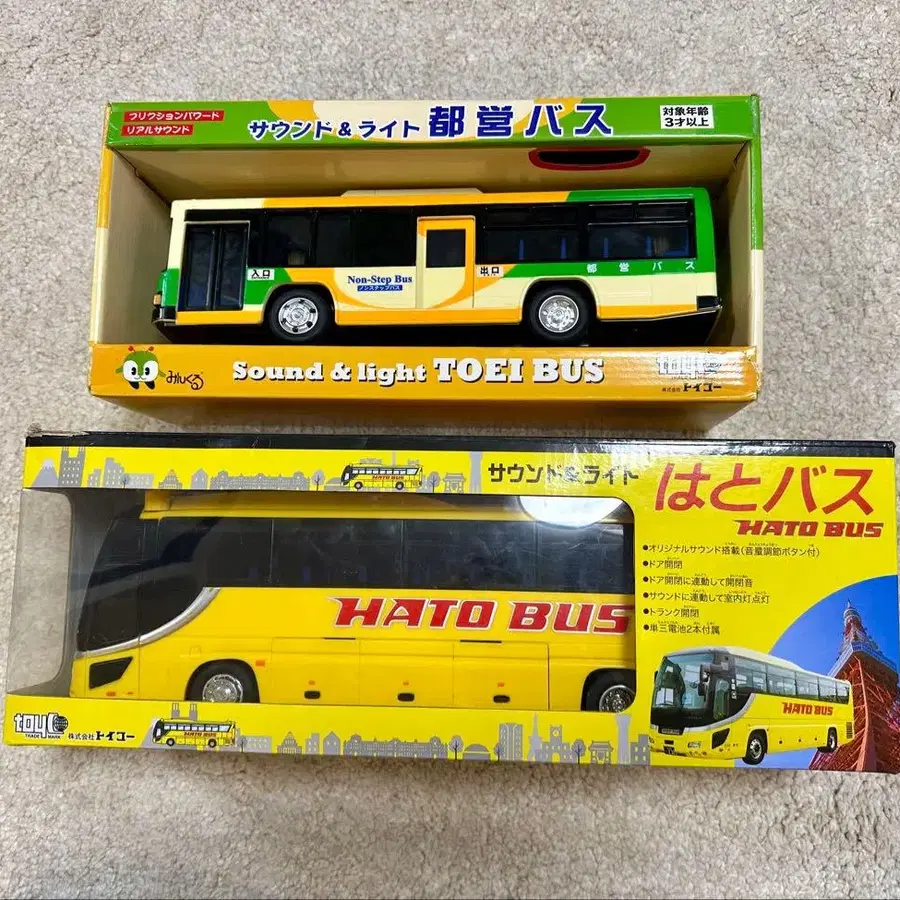 フリクションパワード
リアルサウンド
サウンド&ライト 都営バス
対象年齢
3才以上
入口
Non-Step Bus
ノンステップバス
出口
都営バス
みんくる
Sound & light TOEI BUS
toyco
株式会社トイコー
サウンド&ライト
はとバス
HATO BUS
●オリジナルサウンド搭載(音量調節ボタン付)
●ドア開閉
●ドア開閉に連動して開閉音
●サウンドに連動して室内灯点灯
●トランク開閉
●単三電池2本付属
HATO BUS
HATO BUS
toyco
TRADE MARK
株式会社トイコー